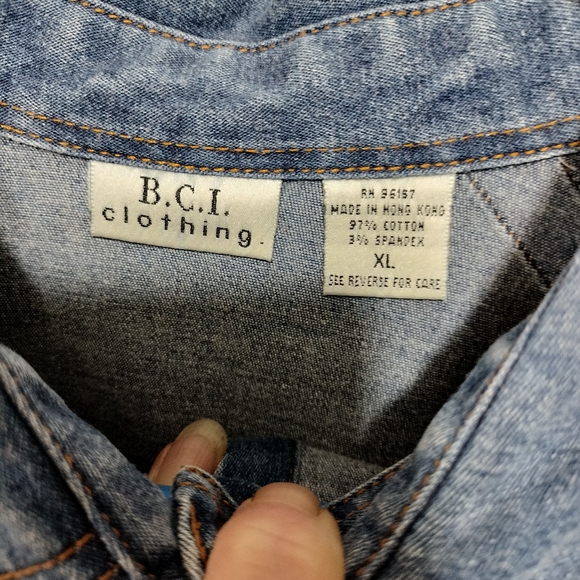 B.C.I.
clothing.
RN 96157
MADE IN HONG KONG
97% COTTON
3% SPANDEX
XL
SEE REVERSE FOR CARE